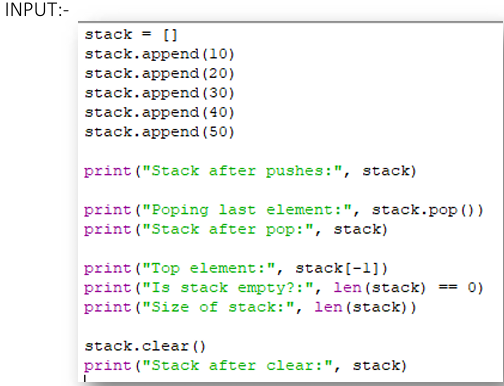 INPUT:-
stack = []
stack.append(10)
stack.append(20)
stack.append(30)
stack.append(40)
stack.append(50)
print("Stack after pushes:", stack)
print("Poping last element:", stack.pop())
print("Stack after pop:", stack)
print("Top element:", stack[-1])
print("Is stack empty?:", len(stack) == 0)
print("Size of stack:", len(stack))
stack.clear()
print("Stack after clear:", stack)